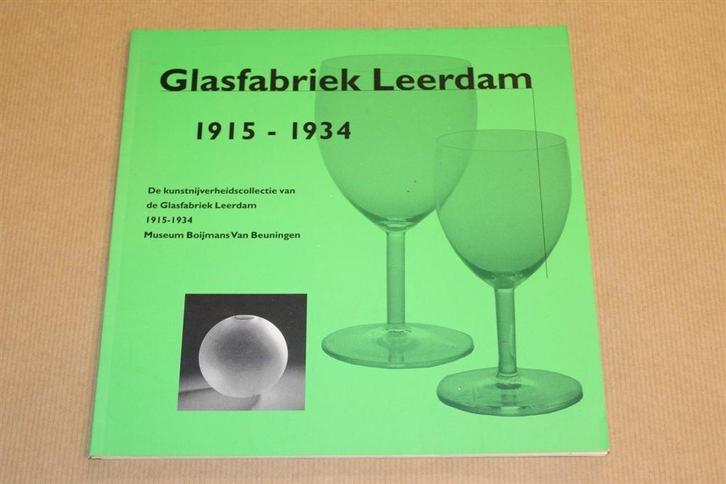 Glasfabriek Leerdam
1915 - 1934
De kunstnijverheidscollectie van
de Glasfabriek Leerdam
1915-1934
Museum Boijmans Van Beuningen